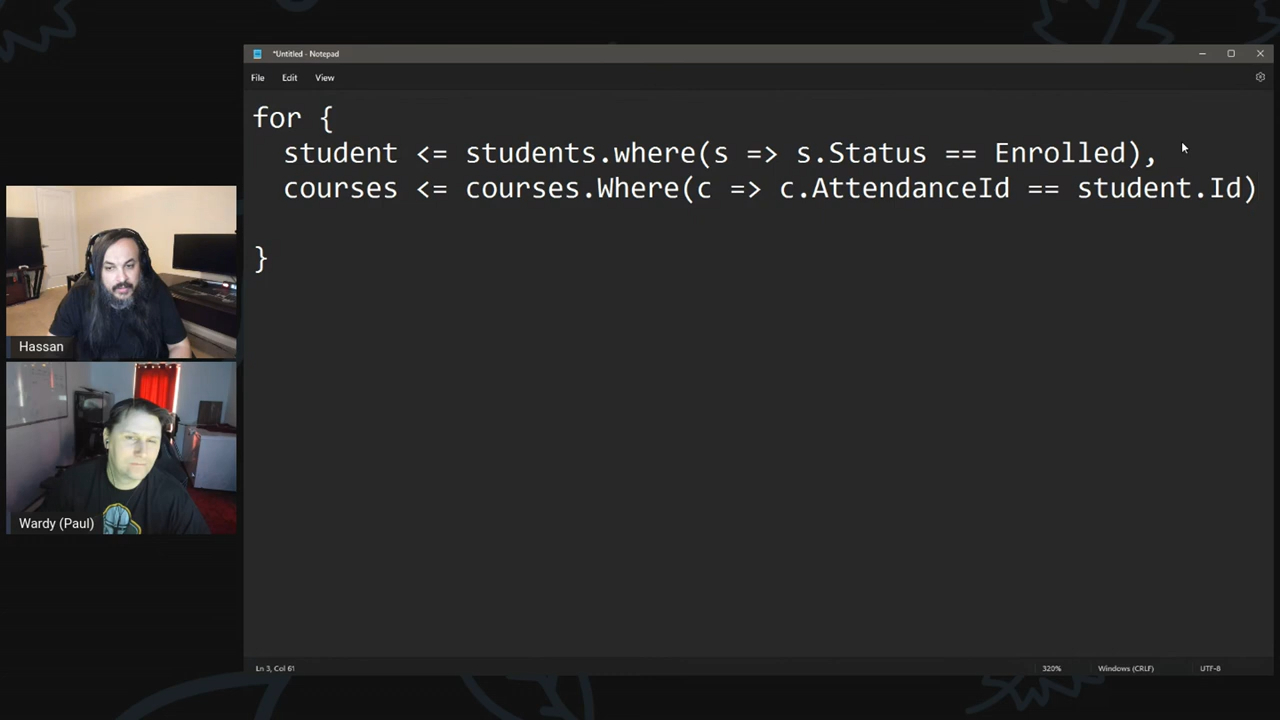 *Untitled - Notepad
File Edit View
for {
student <= students.where(s => s.Status == Enrolled),
courses <= courses.Where(c => c.AttendanceId == student.Id)
}
Hassan
Wardy (Paul)
Ln 3, Col 61 320% Windows (CRLF) UTF-8